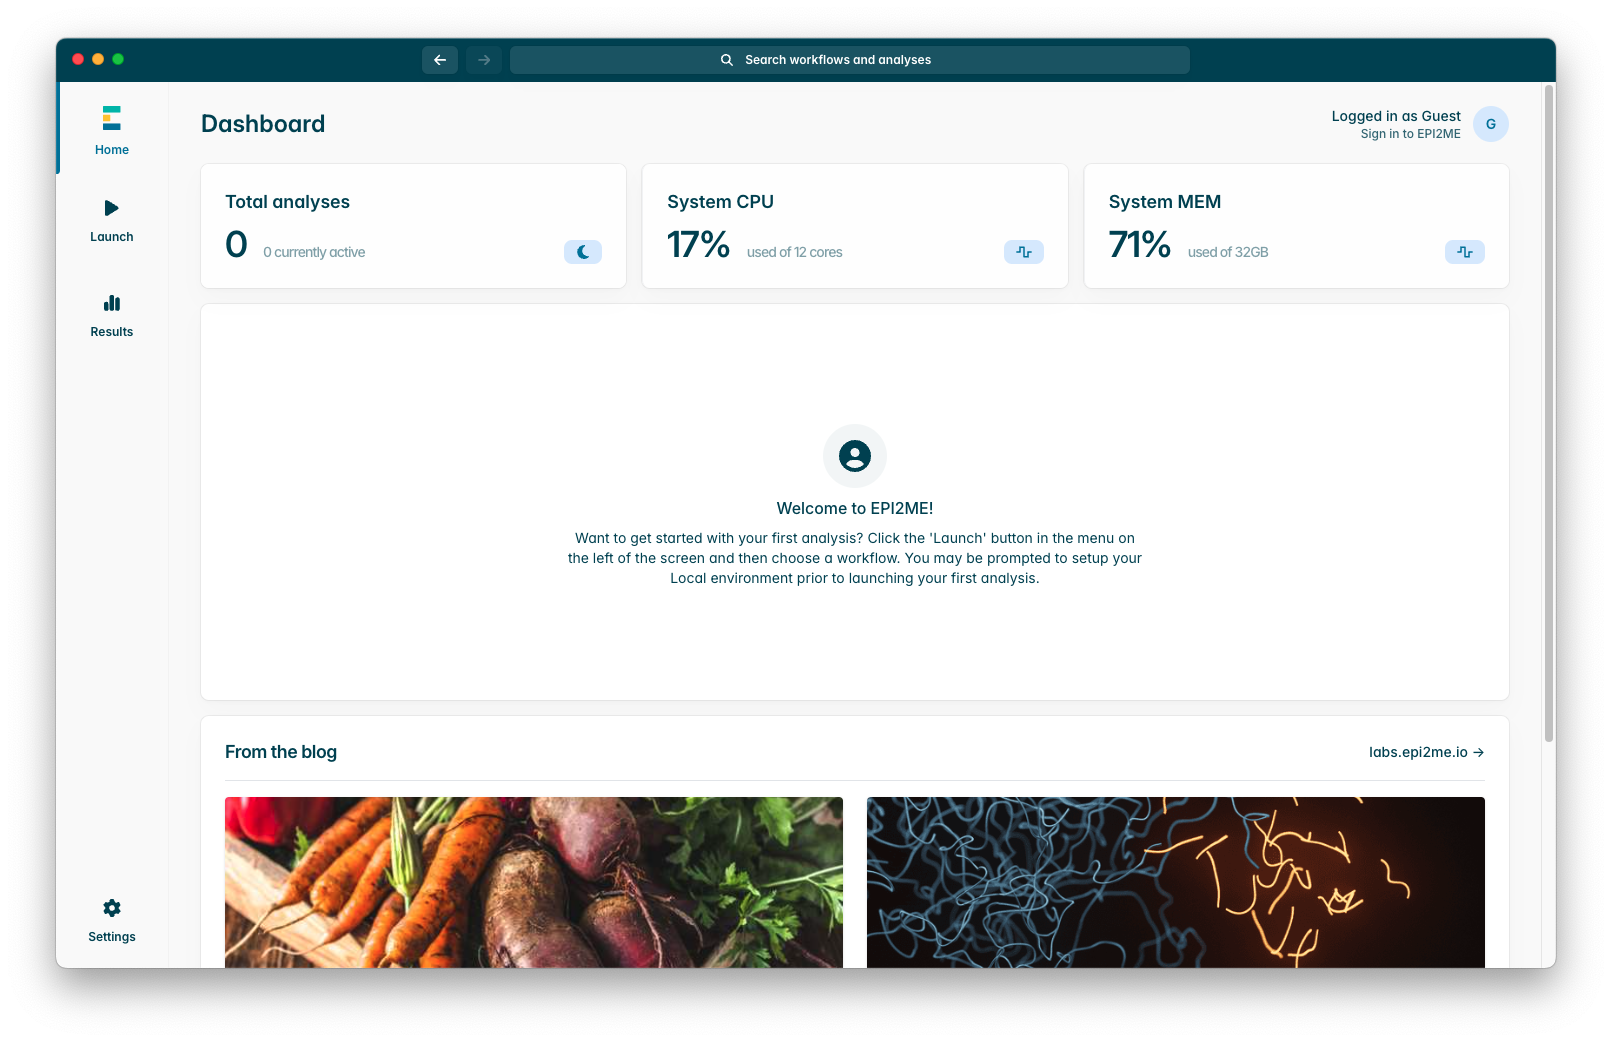 Search workflows and analyses
Home
Launch
Results
Settings
Dashboard
Logged in as Guest
Sign in to EPI2ME
G
Total analyses
0 0 currently active
System CPU
17% used of 12 cores
System MEM
71% used of 32GB
Welcome to EPI2ME!
Want to get started with your first analysis? Click the 'Launch' button in the menu on
the left of the screen and then choose a workflow. You may be prompted to setup your
Local environment prior to launching your first analysis.
From the blog
labs.epi2me.io →